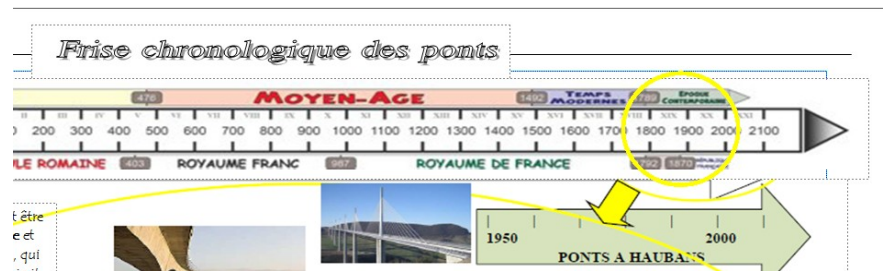 Frise chronologique des ponts
476 MOYEN-AGE 1492 TEMPS MODERNES 1789 EPOQUE CONTEMPORAINE
II III IV V VI VII VIII IX X XI XII XIII XIV XV XVI XVII XVIII XIX XX XXI
200 300 400 500 600 700 800 900 1000 1100 1200 1300 1400 1500 1600 1700 1800 1900 2000 2100
LE ROMAINE 403 ROYAUME FRANC 987 ROYAUME DE FRANCE 1792 1870
t être
e et
, qui
1950 2000
PONTS A HAUBANS